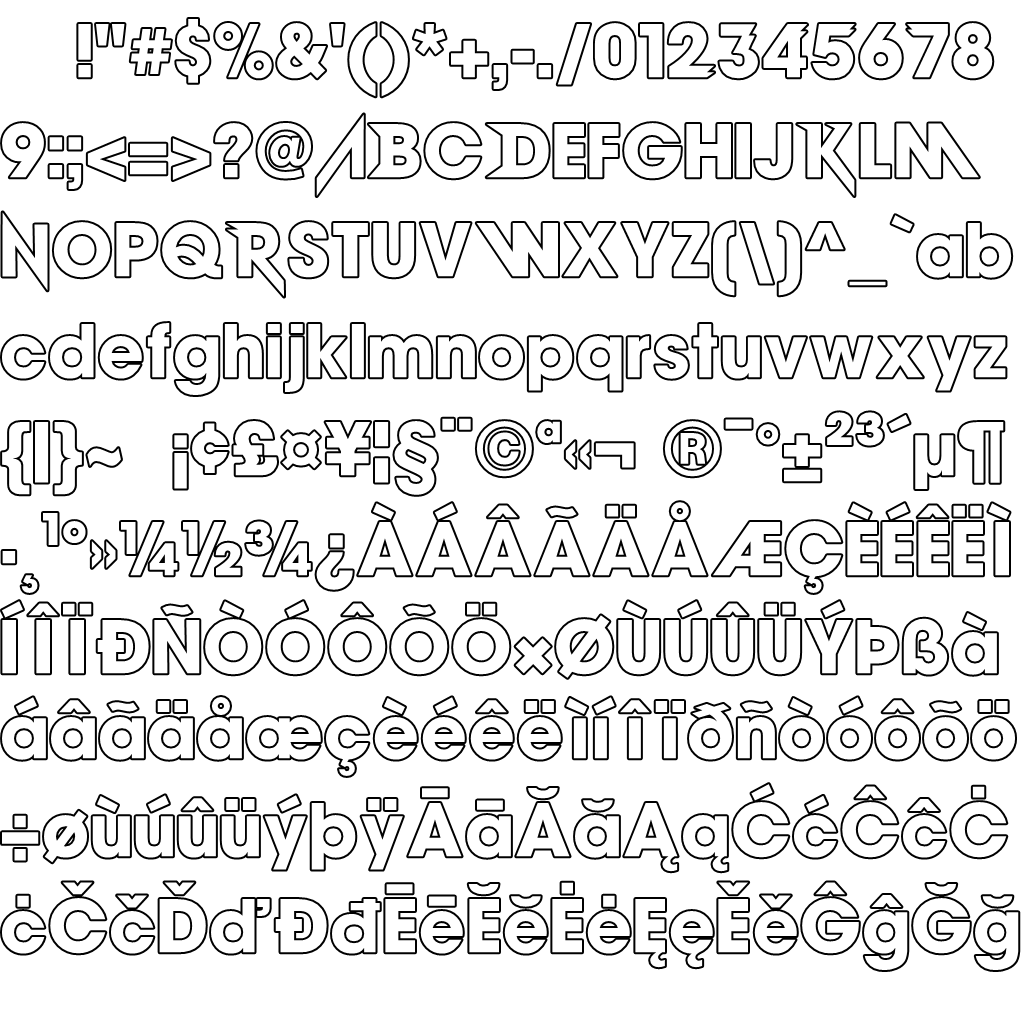 !"#$%&'()*+,-./012345678
9:;<=>?@ABCDEFGHIJKLM
NOPQRSTUVWXYZ[\]^_`ab
cdefghijklmnopqrstuvwxyz
{|}~ ¡¢£¤¥¦§¨©ª«¬ ®¯°±²³´µ¶
·¸¹º»¼½¾¿ÀÁÂÃÄÅÆÇÈÉÊËÌ
ÍÎÏÐÑÒÓÔÕÖ×ØÙÚÛÜÝÞßà
áâãäåæçèéêëìíîïðñòóôõö
÷øùúûüýþÿĀāĂăĄąĆćĈĉĊ
ċČčĎďĐđĒēĔĕĖėĘęĚěĜĝĞğ